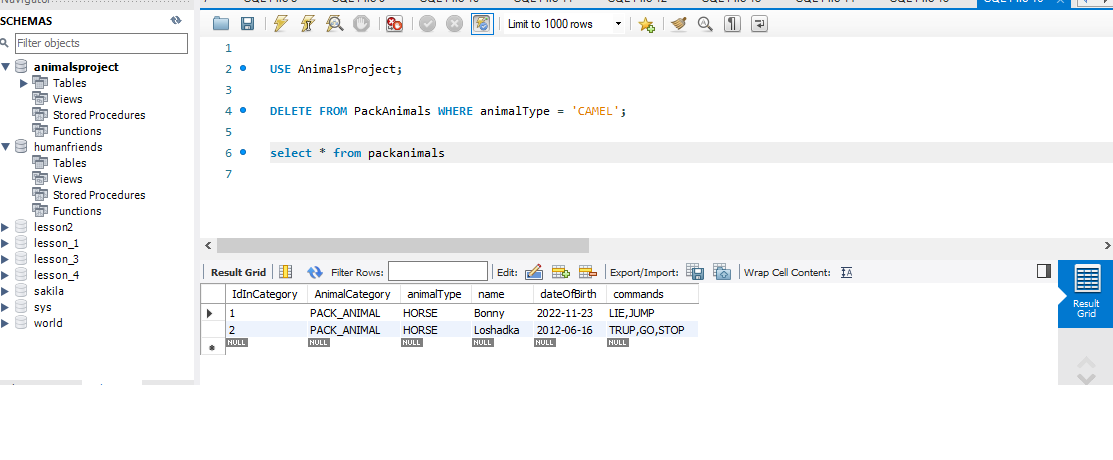 SCHEMAS
Filter objects
animalsproject
Tables
Views
Stored Procedures
Functions
humanfriends
Tables
Views
Stored Procedures
Functions
lesson2
lesson_1
lesson_3
lesson_4
sakila
sys
world
Limit to 1000 rows
1
2 USE AnimalsProject;
3
4 DELETE FROM PackAnimals WHERE animalType = 'CAMEL';
5
6 select * from packanimals
7
Result Grid Filter Rows: Edit: Export/Import: Wrap Cell Content:
IdInCategory AnimalCategory animalType name dateOfBirth commands
1 PACK_ANIMAL HORSE Bonny 2022-11-23 LIE,JUMP
2 PACK_ANIMAL HORSE Loshadka 2012-06-16 TRUP,GO,STOP
NULL NULL NULL NULL NULL NULL
Result
Grid